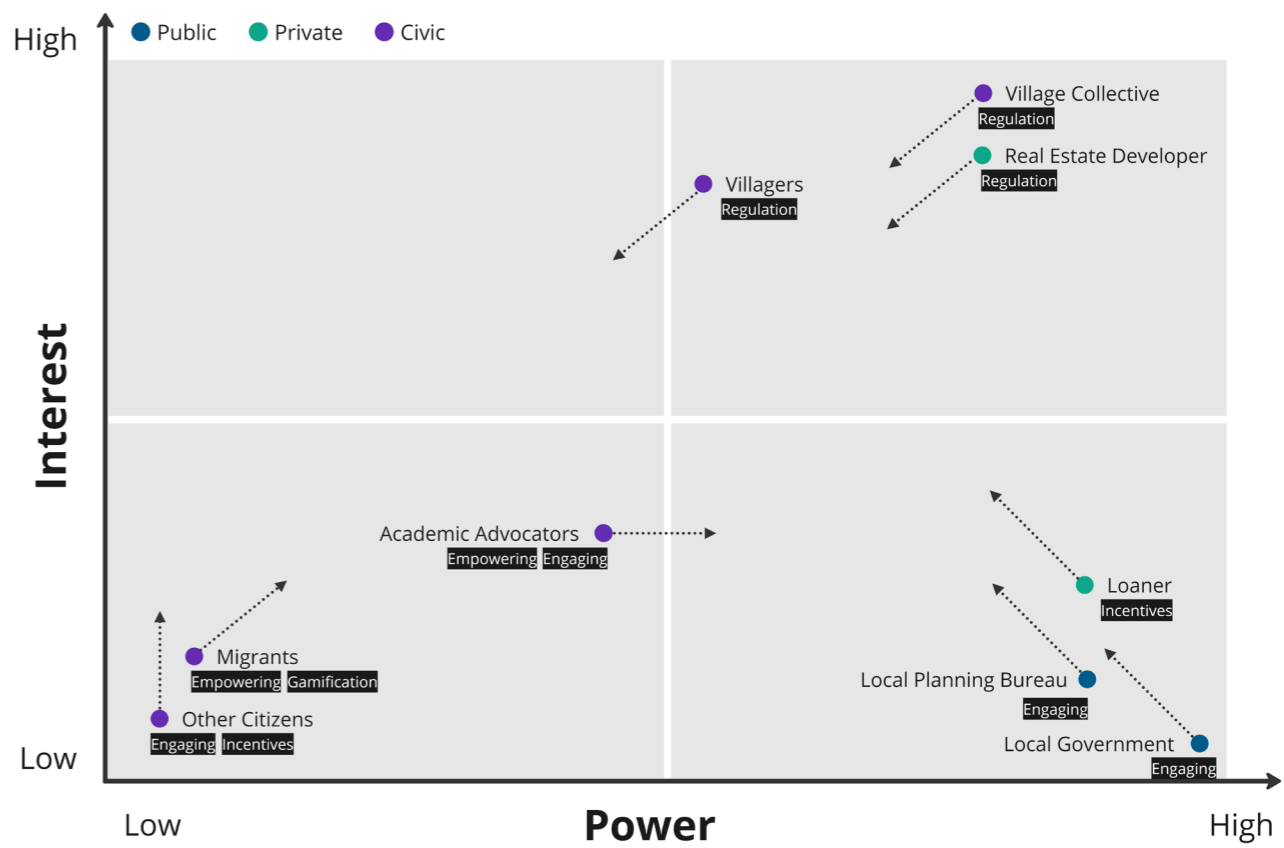 High
Public Private Civic
Village Collective
Regulation
Real Estate Developer
Regulation
Villagers
Regulation
Interest
Academic Advocators
Empowering Engaging
Loaner
Incentives
Migrants
Empowering Gamification
Local Planning Bureau
Engaging
Other Citizens
Engaging Incentives
Local Government
Engaging
Low
Low
Power
High